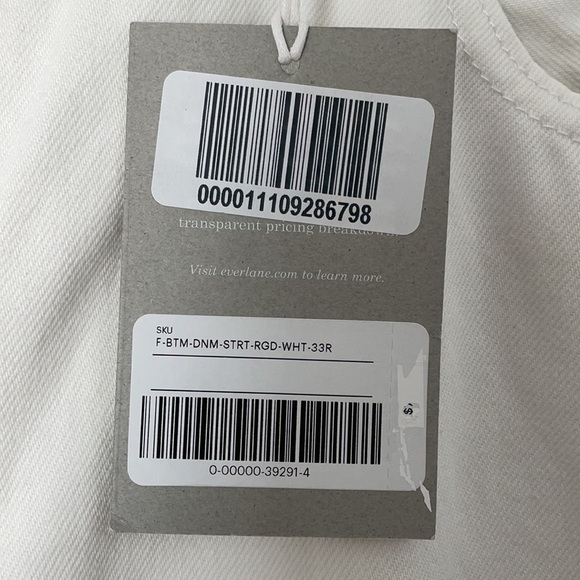 000011109286798
transparent pricing breakdown
Visit everlane.com to learn more.
SKU
F-BTM-DNM-STRT-RGD-WHT-33R
$
0-00000-39291-4